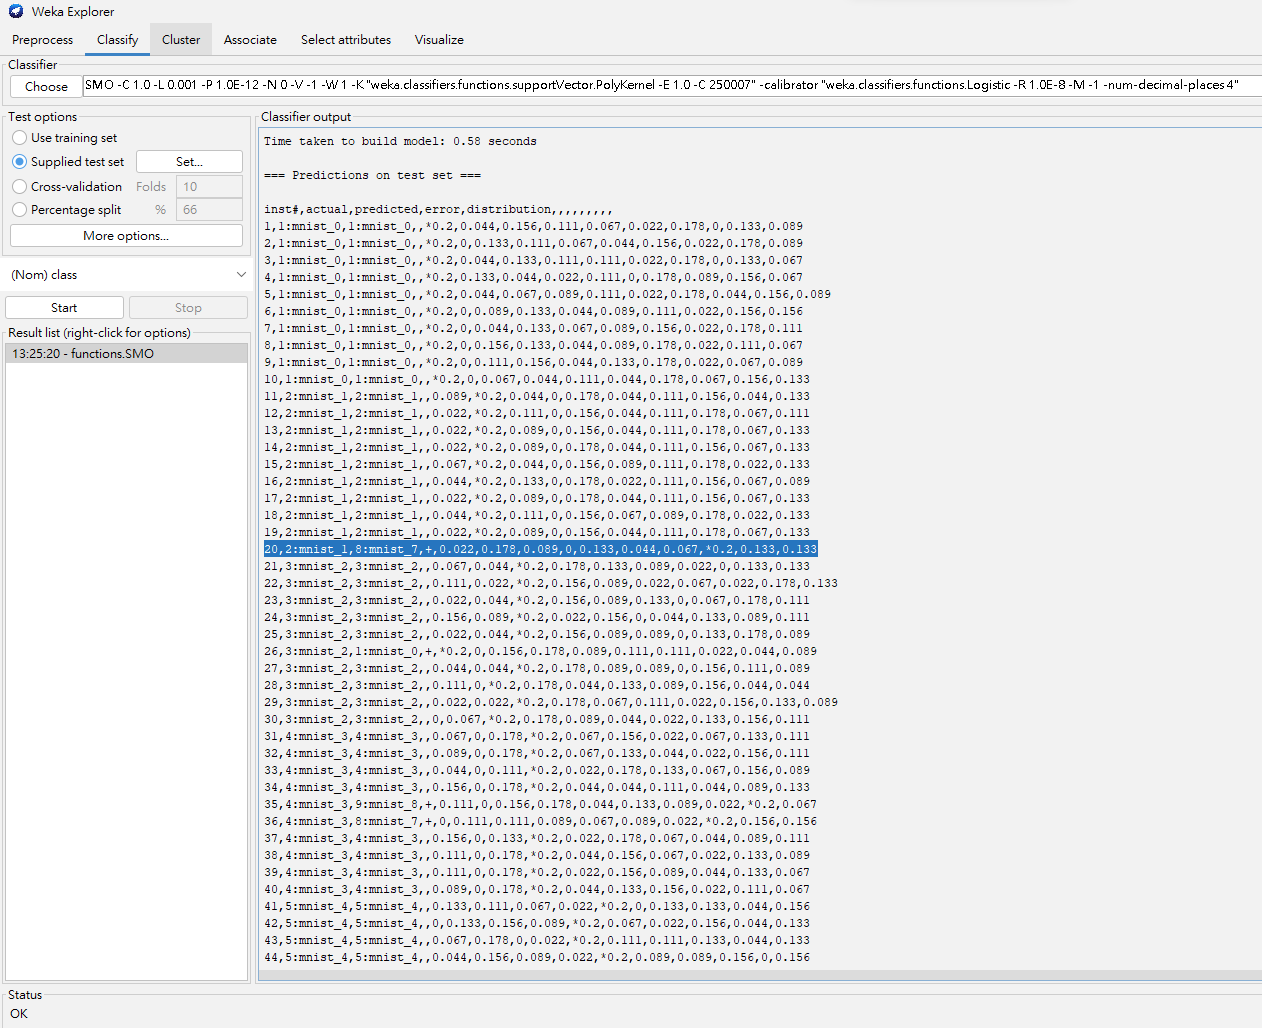 Weka Explorer
Preprocess Classify Cluster Associate Select attributes Visualize
Classifier
Choose SMO -C 1.0 -L 0.001 -P 1.0E-12 -N 0 -V -1 -W 1 -K "weka.classifiers.functions.supportVector.PolyKernel -E 1.0 -C 250007" -calibrator "weka.classifiers.functions.Logistic -R 1.0E-8 -M -1 -num-decimal-places 4"
Test options
Use training set
Supplied test set Set...
Cross-validation Folds 10
Percentage split % 66
More options...
(Nom) class
Start Stop
Result list (right-click for options)
13:25:20 - functions.SMO
Classifier output
Time taken to build model: 0.58 seconds
=== Predictions on test set ===
inst#,actual,predicted,error,distribution,,,,,,,,,
1,1:mnist_0,1:mnist_0,,*0.2,0.044,0.156,0.111,0.067,0.022,0.178,0,0.133,0.089
2,1:mnist_0,1:mnist_0,,*0.2,0,0.133,0.111,0.067,0.044,0.156,0.022,0.178,0.089
3,1:mnist_0,1:mnist_0,,*0.2,0.044,0.133,0.111,0.111,0.022,0.178,0,0.133,0.067
4,1:mnist_0,1:mnist_0,,*0.2,0.133,0.044,0.022,0.111,0,0.178,0.089,0.156,0.067
5,1:mnist_0,1:mnist_0,,*0.2,0.044,0.067,0.089,0.111,0.022,0.178,0.044,0.156,0.089
6,1:mnist_0,1:mnist_0,,*0.2,0,0.089,0.133,0.044,0.089,0.111,0.022,0.156,0.156
7,1:mnist_0,1:mnist_0,,*0.2,0,0.044,0.133,0.067,0.089,0.156,0.022,0.178,0.111
8,1:mnist_0,1:mnist_0,,*0.2,0,0.156,0.133,0.044,0.089,0.178,0.022,0.111,0.067
9,1:mnist_0,1:mnist_0,,*0.2,0,0.111,0.156,0.044,0.133,0.178,0.022,0.067,0.089
10,1:mnist_0,1:mnist_0,,*0.2,0,0.067,0.044,0.111,0.044,0.178,0.067,0.156,0.133
11,2:mnist_1,2:mnist_1,,0.089,*0.2,0.044,0,0.178,0.044,0.111,0.156,0.044,0.133
12,2:mnist_1,2:mnist_1,,0.022,*0.2,0.111,0,0.156,0.044,0.111,0.178,0.067,0.111
13,2:mnist_1,2:mnist_1,,0.022,*0.2,0.089,0,0.156,0.044,0.111,0.178,0.067,0.133
14,2:mnist_1,2:mnist_1,,0.022,*0.2,0.089,0,0.178,0.044,0.111,0.156,0.067,0.133
15,2:mnist_1,2:mnist_1,,0.067,*0.2,0.044,0,0.156,0.089,0.111,0.178,0.022,0.133
16,2:mnist_1,2:mnist_1,,0.044,*0.2,0.133,0,0.178,0.022,0.111,0.156,0.067,0.089
17,2:mnist_1,2:mnist_1,,0.022,*0.2,0.089,0,0.178,0.044,0.111,0.156,0.067,0.133
18,2:mnist_1,2:mnist_1,,0.044,*0.2,0.111,0,0.156,0.067,0.089,0.178,0.022,0.133
19,2:mnist_1,2:mnist_1,,0.022,*0.2,0.089,0,0.156,0.044,0.111,0.178,0.067,0.133
20,2:mnist_1,8:mnist_7,+,0.022,0.178,0.089,0,0.133,0.044,0.067,*0.2,0.133,0.133
21,3:mnist_2,3:mnist_2,,0.067,0.044,*0.2,0.178,0.133,0.089,0.022,0,0.133,0.133
22,3:mnist_2,3:mnist_2,,0.111,0.022,*0.2,0.156,0.089,0.022,0.067,0.022,0.178,0.133
23,3:mnist_2,3:mnist_2,,0.022,0.044,*0.2,0.156,0.089,0.133,0,0.067,0.178,0.111
24,3:mnist_2,3:mnist_2,,0.156,0.089,*0.2,0.022,0.156,0,0.044,0.133,0.089,0.111
25,3:mnist_2,3:mnist_2,,0.022,0.044,*0.2,0.156,0.089,0.089,0,0.133,0.178,0.089
26,3:mnist_2,1:mnist_0,+,*0.2,0,0.156,0.178,0.089,0.111,0.111,0.022,0.044,0.089
27,3:mnist_2,3:mnist_2,,0.044,0.044,*0.2,0.178,0.089,0.089,0,0.156,0.111,0.089
28,3:mnist_2,3:mnist_2,,0.111,0,*0.2,0.178,0.044,0.133,0.089,0.156,0.044,0.044
29,3:mnist_2,3:mnist_2,,0.022,0.022,*0.2,0.178,0.067,0.111,0.022,0.156,0.133,0.089
30,3:mnist_2,3:mnist_2,,0,0.067,*0.2,0.178,0.089,0.044,0.022,0.133,0.156,0.111
31,4:mnist_3,4:mnist_3,,0.067,0,0.178,*0.2,0.067,0.156,0.022,0.067,0.133,0.111
32,4:mnist_3,4:mnist_3,,0.089,0,0.178,*0.2,0.067,0.133,0.044,0.022,0.156,0.111
33,4:mnist_3,4:mnist_3,,0.044,0,0.111,*0.2,0.022,0.178,0.133,0.067,0.156,0.089
34,4:mnist_3,4:mnist_3,,0.156,0,0.178,*0.2,0.044,0.044,0.111,0.044,0.089,0.133
35,4:mnist_3,9:mnist_8,+,0.111,0,0.156,0.178,0.044,0.133,0.089,0.022,*0.2,0.067
36,4:mnist_3,8:mnist_7,+,0,0.111,0.111,0.089,0.067,0.089,0.022,*0.2,0.156,0.156
37,4:mnist_3,4:mnist_3,,0.156,0,0.133,*0.2,0.022,0.178,0.067,0.044,0.089,0.111
38,4:mnist_3,4:mnist_3,,0.111,0,0.178,*0.2,0.044,0.156,0.067,0.022,0.133,0.089
39,4:mnist_3,4:mnist_3,,0.111,0,0.178,*0.2,0.022,0.156,0.089,0.044,0.133,0.067
40,4:mnist_3,4:mnist_3,,0.089,0,0.178,*0.2,0.044,0.133,0.156,0.022,0.111,0.067
41,5:mnist_4,5:mnist_4,,0.133,0.111,0.067,0.022,*0.2,0,0.133,0.133,0.044,0.156
42,5:mnist_4,5:mnist_4,,0,0.133,0.156,0.089,*0.2,0.067,0.022,0.156,0.044,0.133
43,5:mnist_4,5:mnist_4,,0.067,0.178,0,0.022,*0.2,0.111,0.111,0.133,0.044,0.133
44,5:mnist_4,5:mnist_4,,0.044,0.156,0.089,0.022,*0.2,0.089,0.089,0.156,0,0.156
Status
OK